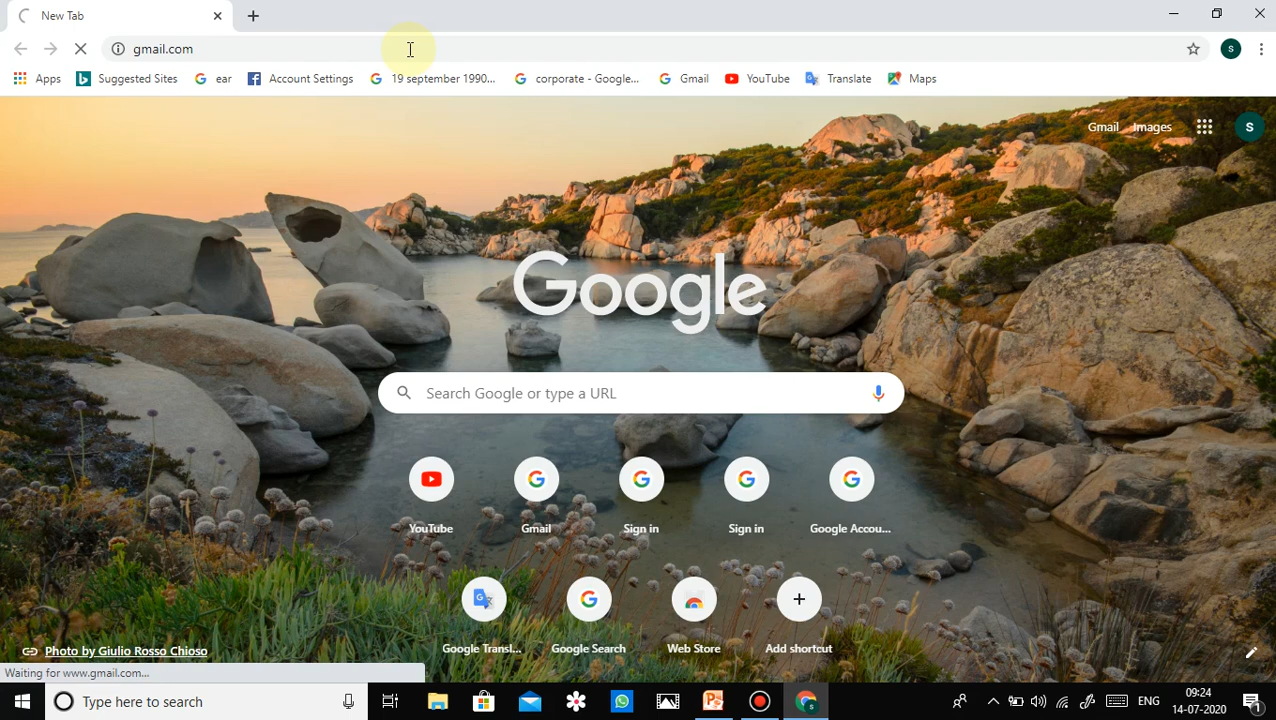 New Tab
gmail.com
Apps Suggested Sites ear Account Settings 19 september 1990... corporate - Google... Gmail YouTube Translate Maps
Gmail Images S
Google
Search Google or type a URL
YouTube Gmail Sign in Sign in Google Accou...
Google Transl... Google Search Web Store Add shortcut
Photo by Giulio Rosso Chioso
Waiting for www.gmail.com...
Type here to search
ENG
09:24
14-07-2020
1